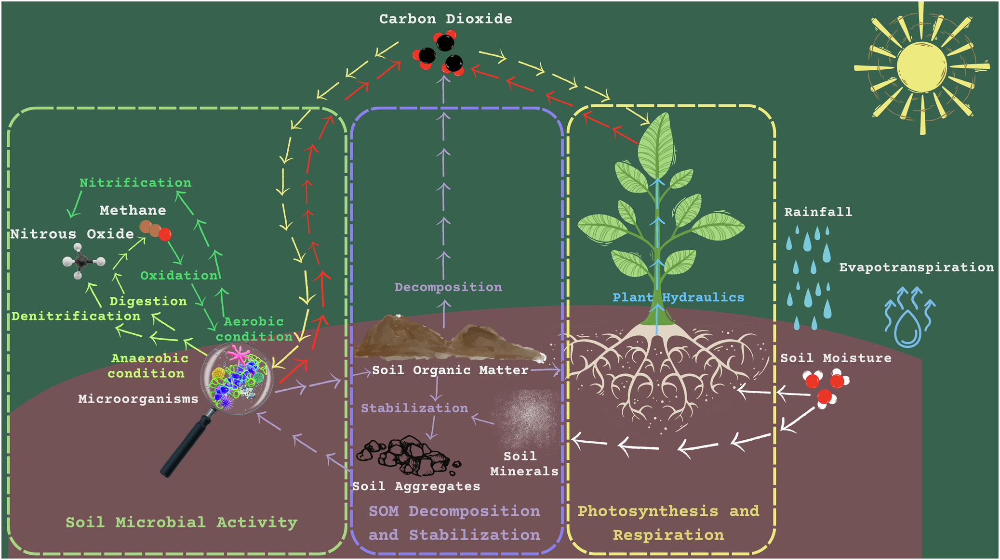 Carbon Dioxide
Nitrification
Methane
Nitrous Oxide
Oxidation
Digestion
Denitrification
Aerobic
condition
Anaerobic
condition
Microorganisms
Soil Microbial Activity
Decomposition
Soil Organic Matter
Stabilization
Soil
Minerals
Soil Aggregates
SOM Decomposition
and Stabilization
Plant Hydraulics
Photosynthesis and
Respiration
Rainfall
Evapotranspiration
Soil Moisture